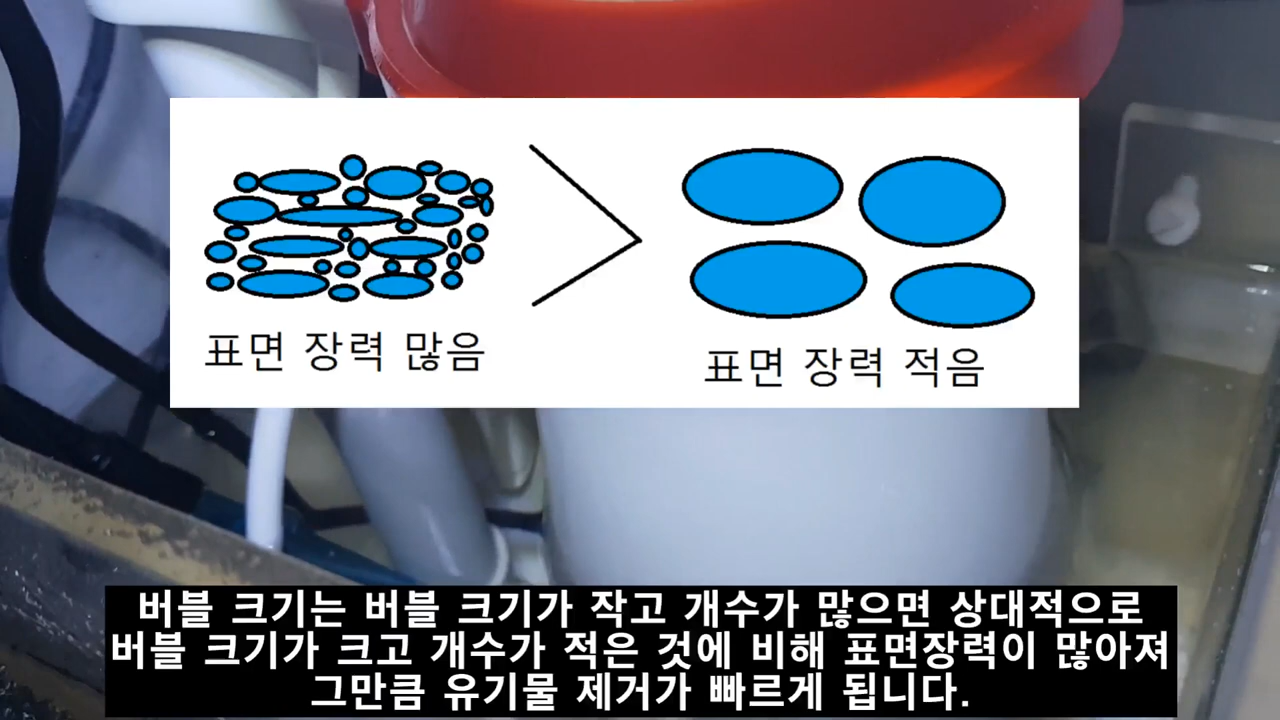 표면 장력 많음
표면 장력 적음
버블 크기는 버블 크기가 작고 개수가 많으면 상대적으로
버블 크기가 크고 개수가 적은 것에 비해 표면장력이 많아져
그만큼 유기물 제거가 빠르게 됩니다.